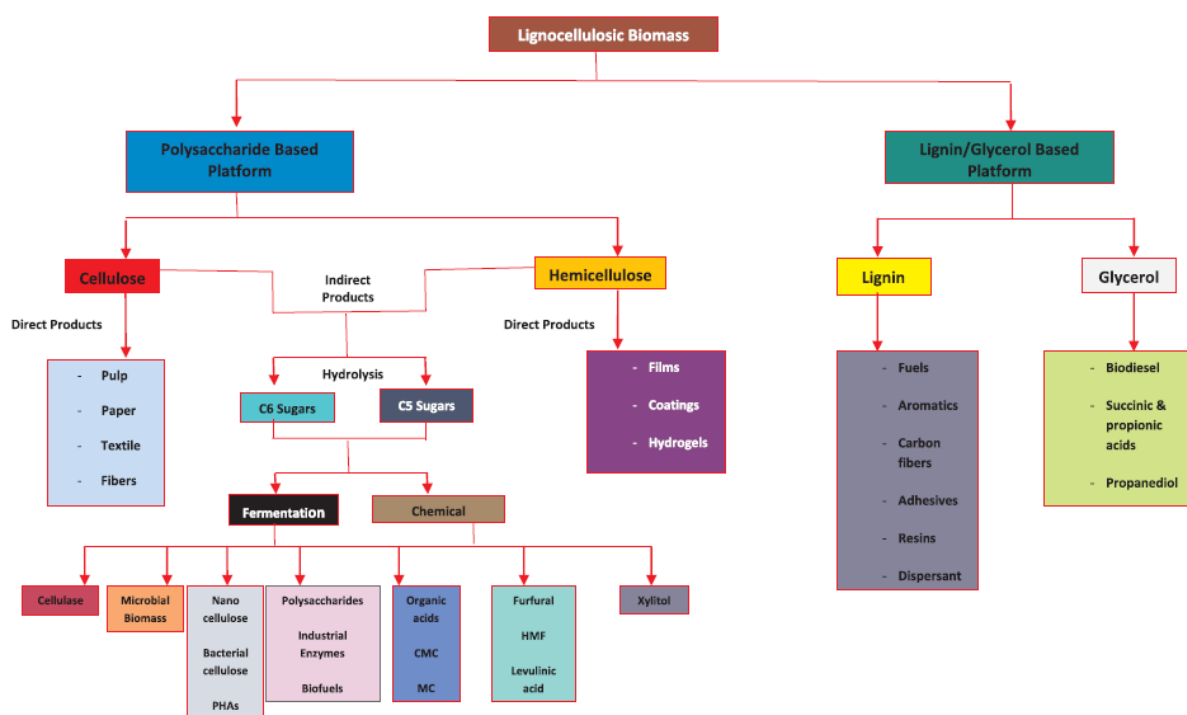 Lignocellulosic Biomass
Polysaccharide Based
Platform
Lignin/Glycerol Based
Platform
Cellulose
Indirect
Products
Hemicellulose
Lignin
Glycerol
Direct Products
Direct Products
- Pulp
- Paper
- Textile
- Fibers
Hydrolysis
C6 Sugars
C5 Sugars
- Films
- Coatings
- Hydrogels
- Fuels
- Aromatics
- Carbon
fibers
- Adhesives
- Resins
- Dispersant
- Biodiesel
- Succinic &
propionic
acids
- Propanediol
Fermentation
Chemical
Cellulase
Microbial
Biomass
Nano
cellulose
Bacterial
cellulose
PHAs
Polysaccharides
Industrial
Enzymes
Biofuels
Organic
acids
CMC
MC
Furfural
HMF
Levulinic
acid
Xylitol